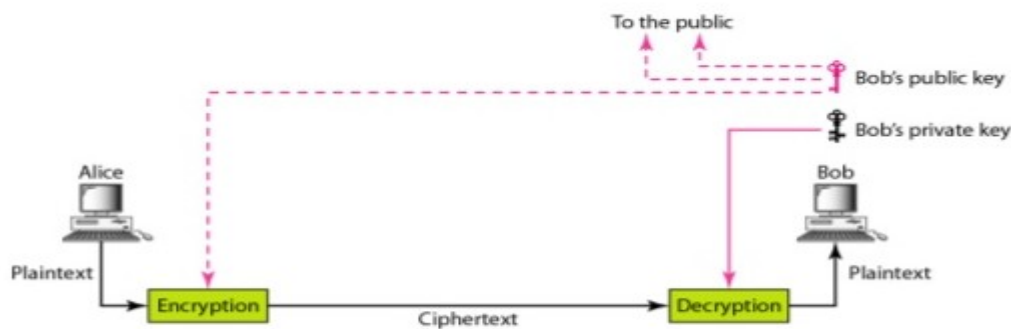 To the public
Bob's public key
Bob's private key
Alice
Bob
Plaintext
Plaintext
Encryption
Ciphertext
Decryption